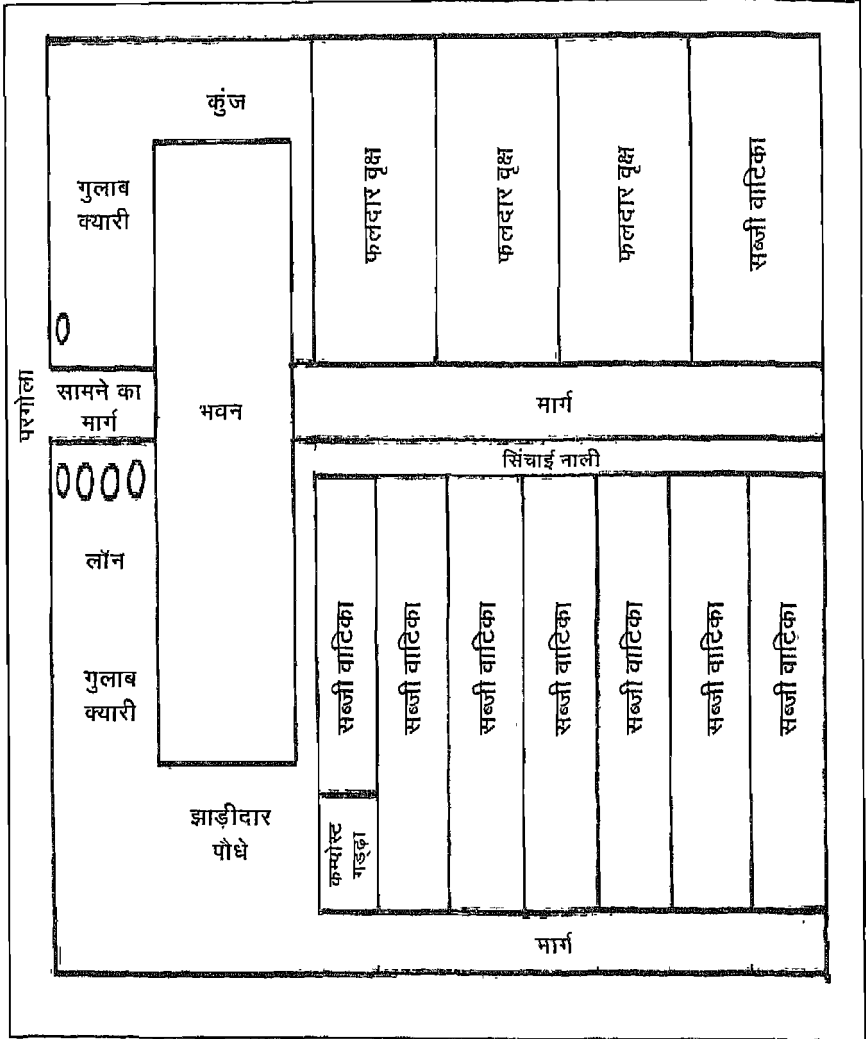 कुंज
गुलाब
क्यारी
फलदार वृक्ष
फलदार वृक्ष
फलदार वृक्ष
सब्जी वाटिका
परगोला
सामने का
मार्ग
भवन
मार्ग
सिंचाई नाली
लॉन
गुलाब
क्यारी
सब्जी वाटिका
सब्जी वाटिका
सब्जी वाटिका
सब्जी वाटिका
सब्जी वाटिका
सब्जी वाटिका
सब्जी वाटिका
झाड़ीदार
पौधे
कम्पोस्ट
गड्ढ़ा
मार्ग